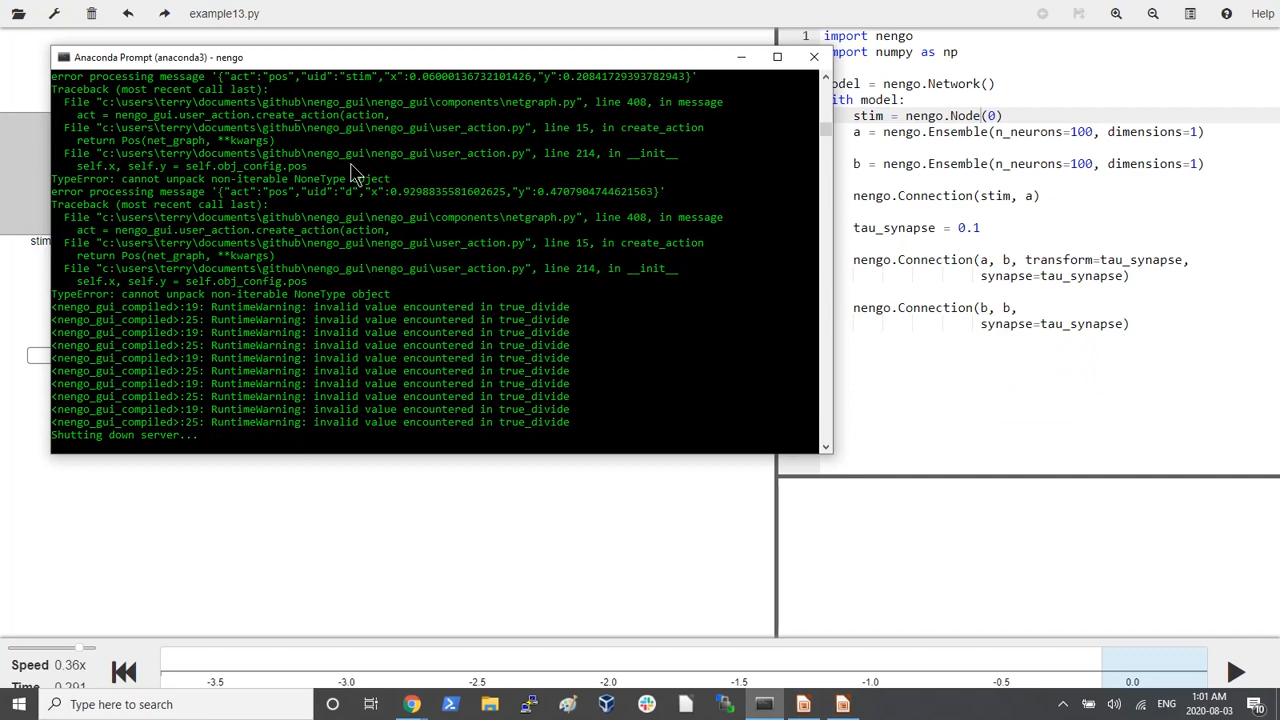 example13.py
Help
Anaconda Prompt (anaconda3) - nengo
error processing message '{"act":"pos","uid":"stim","x":0.06000136732101426,"y":0.20841729393782943}'
Traceback (most recent call last):
File "c:\users\terry\documents\github\nengo_gui\nengo_gui\components\netgraph.py", line 408, in message
act = nengo_gui.user_action.create_action(action,
File "c:\users\terry\documents\github\nengo_gui\nengo_gui\user_action.py", line 15, in create_action
return Pos(net_graph, **kwargs)
File "c:\users\terry\documents\github\nengo_gui\nengo_gui\user_action.py", line 214, in __init__
self.x, self.y = self.obj_config.pos
TypeError: cannot unpack non-iterable NoneType object
error processing message '{"act":"pos","uid":"d","x":0.9298835581602625,"y":0.4707904744621563}'
Traceback (most recent call last):
File "c:\users\terry\documents\github\nengo_gui\nengo_gui\components\netgraph.py", line 408, in message
act = nengo_gui.user_action.create_action(action,
File "c:\users\terry\documents\github\nengo_gui\nengo_gui\user_action.py", line 15, in create_action
return Pos(net_graph, **kwargs)
File "c:\users\terry\documents\github\nengo_gui\nengo_gui\user_action.py", line 214, in __init__
self.x, self.y = self.obj_config.pos
TypeError: cannot unpack non-iterable NoneType object
<nengo_gui_compiled>:19: RuntimeWarning: invalid value encountered in true_divide
<nengo_gui_compiled>:25: RuntimeWarning: invalid value encountered in true_divide
<nengo_gui_compiled>:19: RuntimeWarning: invalid value encountered in true_divide
<nengo_gui_compiled>:25: RuntimeWarning: invalid value encountered in true_divide
<nengo_gui_compiled>:19: RuntimeWarning: invalid value encountered in true_divide
<nengo_gui_compiled>:25: RuntimeWarning: invalid value encountered in true_divide
<nengo_gui_compiled>:19: RuntimeWarning: invalid value encountered in true_divide
<nengo_gui_compiled>:25: RuntimeWarning: invalid value encountered in true_divide
<nengo_gui_compiled>:19: RuntimeWarning: invalid value encountered in true_divide
<nengo_gui_compiled>:25: RuntimeWarning: invalid value encountered in true_divide
Shutting down server...
stim
1 import nengo
import numpy as np
odel = nengo.Network()
ith model:
stim = nengo.Node(0)
a = nengo.Ensemble(n_neurons=100, dimensions=1)
b = nengo.Ensemble(n_neurons=100, dimensions=1)
nengo.Connection(stim, a)
tau_synapse = 0.1
nengo.Connection(a, b, transform=tau_synapse,
synapse=tau_synapse)
nengo.Connection(b, b,
synapse=tau_synapse)
Speed 0.36x
Time 0.291
-3.5 -3.0 -2.5 -2.0 -1.5 -1.0 -0.5 0.0
Type here to search
ENG
1:01 AM
2020-08-03
10